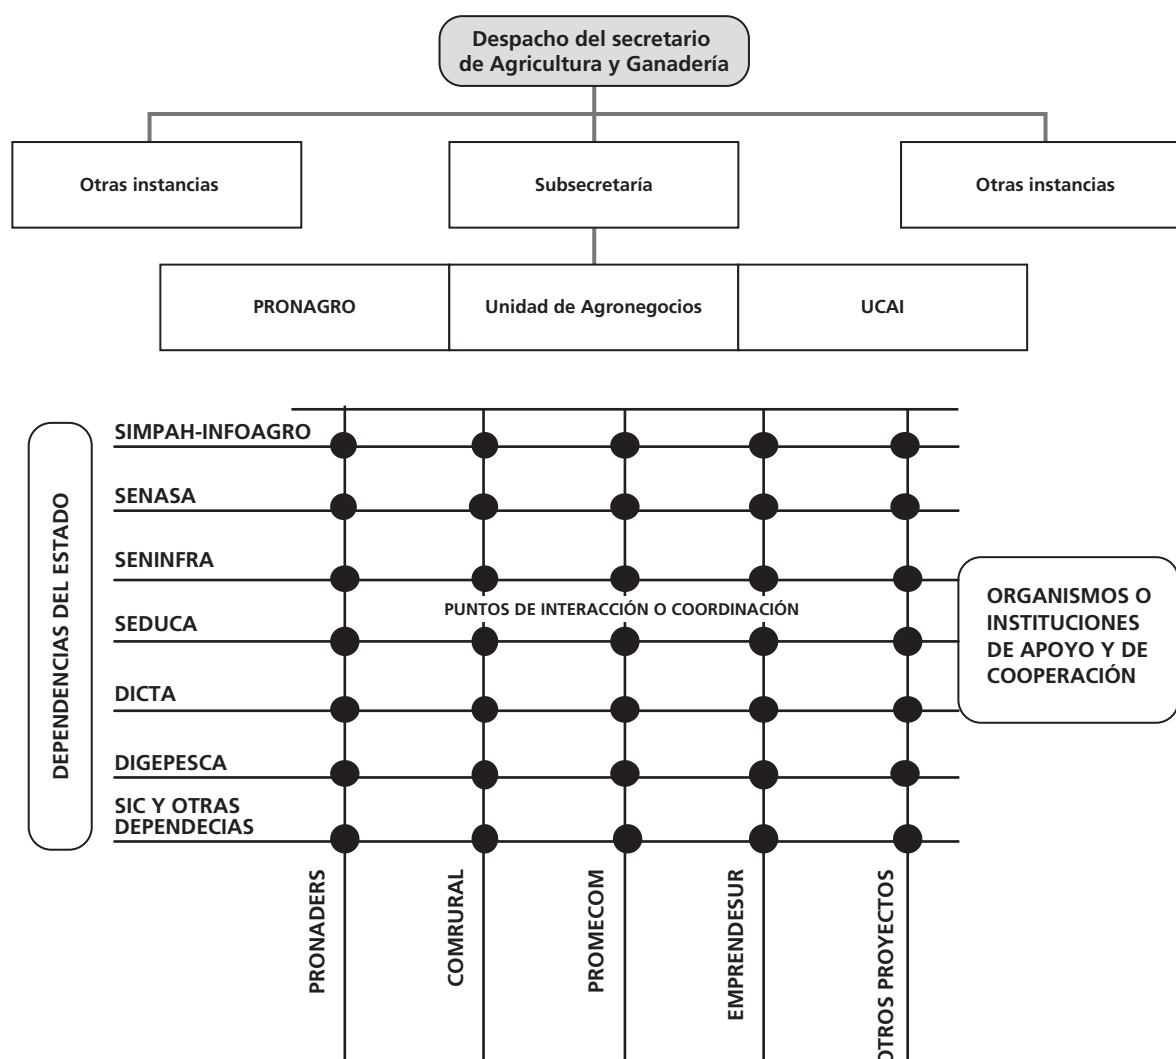 Despacho del secretario
de Agricultura y Ganadería
Otras instancias
Subsecretaría
Otras instancias
PRONAGRO
Unidad de Agronegocios
UCAI
DEPENDENCIAS DEL ESTADO
SIMPAH-INFOAGRO
SENASA
SENINFRA
PUNTOS DE INTERACCIÓN O COORDINACIÓN
SEDUCA
DICTA
DIGEPESCA
SIC Y OTRAS
DEPENDECIAS
ORGANISMOS O
INSTITUCIONES
DE APOYO Y DE
COOPERACIÓN
PRONADERS
COMRURAL
PROMECOM
EMPRENDESUR
OTROS PROYECTOS